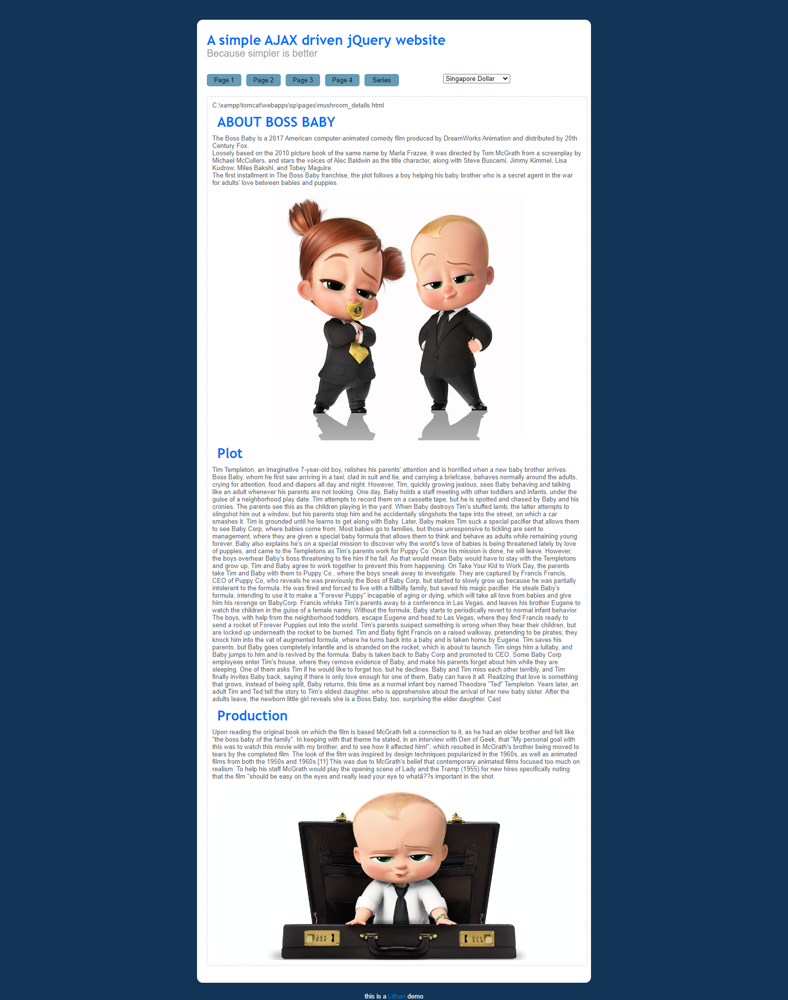 A simple AJAX driven jQuery website
Because simpler is better
Page 1 Page 2 Page 3 Page 4 Series Singapore Dollar
C:\xampp\tomcat\webapps\sp\pages\mushroom_details.html
ABOUT BOSS BABY
The Boss Baby is a 2017 American computer-animated comedy film produced by DreamWorks Animation and distributed by 20th
Century Fox.
Loosely based on the 2010 picture book of the same name by Marla Frazee, it was directed by Tom McGrath from a screenplay by
Michael McCullers, and stars the voices of Alec Baldwin as the title character, along with Steve Buscemi, Jimmy Kimmel, Lisa
Kudrow, Miles Bakshi, and Tobey Maguire.
The first installment in The Boss Baby franchise, the plot follows a boy helping his baby brother who is a secret agent in the war
for adults' love between babies and puppies.
$
Plot
Tim Templeton, an imaginative 7-year-old boy, relishes his parents' attention and is horrified when a new baby brother arrives.
Boss Baby, whom he first saw arriving in a taxi, clad in suit and tie, and carrying a briefcase, behaves normally around the adults,
crying for attention, food and diapers all day and night. However, Tim, quickly growing jealous, sees Baby behaving and talking
like an adult whenever his parents are not looking. One day, Baby holds a staff meeting with other toddlers and infants, under the
guise of a neighborhood play date. Tim attempts to record them on a cassette tape, but he is spotted and chased by Baby and his
cronies. The parents see this as the children playing in the yard. When Baby destroys Tim's stuffed lamb, the latter attempts to
slingshot him out a window, but his parents stop him and he accidentally slingshots the tape into the street, on which a car
smashes it. Tim is grounded until he learns to get along with Baby. Later, Baby makes Tim suck a special pacifier that allows them
to see Baby Corp, where babies come from. Most babies go to families, but those unresponsive to tickling are sent to
management, where they are given a special baby formula that allows them to think and behave as adults while remaining young
forever. Baby also explains he's on a special mission to discover why the world's love of babies is being threatened lately by love
of puppies, and came to the Templetons as Tim's parents work for Puppy Co. Once his mission is done, he will leave. However,
the boys overhear Baby's boss threatening to fire him if he fail. As that would mean Baby would have to stay with the Templetons
and grow up, Tim and Baby agree to work together to prevent this from happening. On Take Your Kid to Work Day, the parents
take Tim and Baby with them to Puppy Co., where the boys sneak away to investigate. They are captured by Francis Francis,
CEO of Puppy Co, who reveals he was previously the Boss of Baby Corp, but started to slowly grow up because he was partially
intolerant to the formula. He was fired and forced to live with a hillbilly family, but saved his magic pacifier. He steals Baby's
formula, intending to use it to make a "Forever Puppy" incapable of aging or dying, which will take all love from babies and give
him his revenge on BabyCorp. Francis whisks Tim's parents away to a conference in Las Vegas, and leaves his brother Eugene to
watch the children in the guise of a female nanny. Without the formula, Baby starts to periodically revert to normal infant behavior.
The boys, with help from the neighborhood toddlers, escape Eugene and head to Las Vegas, where they find Francis ready to
send a rocket of Forever Puppies out into the world. Tim's parents suspect something is wrong when they hear their children, but
are locked up underneath the rocket to be burned. Tim and Baby fight Francis on a raised walkway, pretending to be pirates; they
knock him into the vat of augmented formula, where he turns back into a baby and is taken home by Eugene. Tim saves his
parents, but Baby goes completely infantile and is stranded on the rocket, which is about to launch. Tim sings him a lullaby, and
Baby jumps to him and is revived by the formula. Baby is taken back to Baby Corp and promoted to CEO. Some Baby Corp
employees enter Tim's house, where they remove evidence of Baby, and make his parents forget about him while they are
sleeping. One of them asks Tim if he would like to forget too, but he declines. Baby and Tim miss each other terribly, and Tim
finally invites Baby back, saying if there is only love enough for one of them, Baby can have it all. Realizing that love is something
that grows, instead of being split, Baby returns, this time as a normal infant boy named Theodore "Ted" Templeton. Years later, an
adult Tim and Ted tell the story to Tim's eldest daughter, who is apprehensive about the arrival of her new baby sister. After the
adults leave, the newborn little girl reveals she is a Boss Baby, too, surprising the elder daughter. Cast
Production
Upon reading the original book on which the film is based McGrath felt a connection to it, as he had an older brother and felt like
"the boss baby of the family". In keeping with that theme he stated, in an interview with Den of Geek, that "My personal goal with
this was to watch this movie with my brother, and to see how it affected him!", which resulted in McGrath's brother being moved to
tears by the completed film. The look of the film was inspired by design techniques popularized in the 1960s, as well as animated
films from both the 1950s and 1960s.[11] This was due to McGrath's belief that contemporary animated films focused too much on
realism. To help his staff McGrath would play the opening scene of Lady and the Tramp (1955) for new hires specifically noting
that the film "should be easy on the eyes and really lead your eye to whatâ??s important in the shot.
this is a Lithan demo